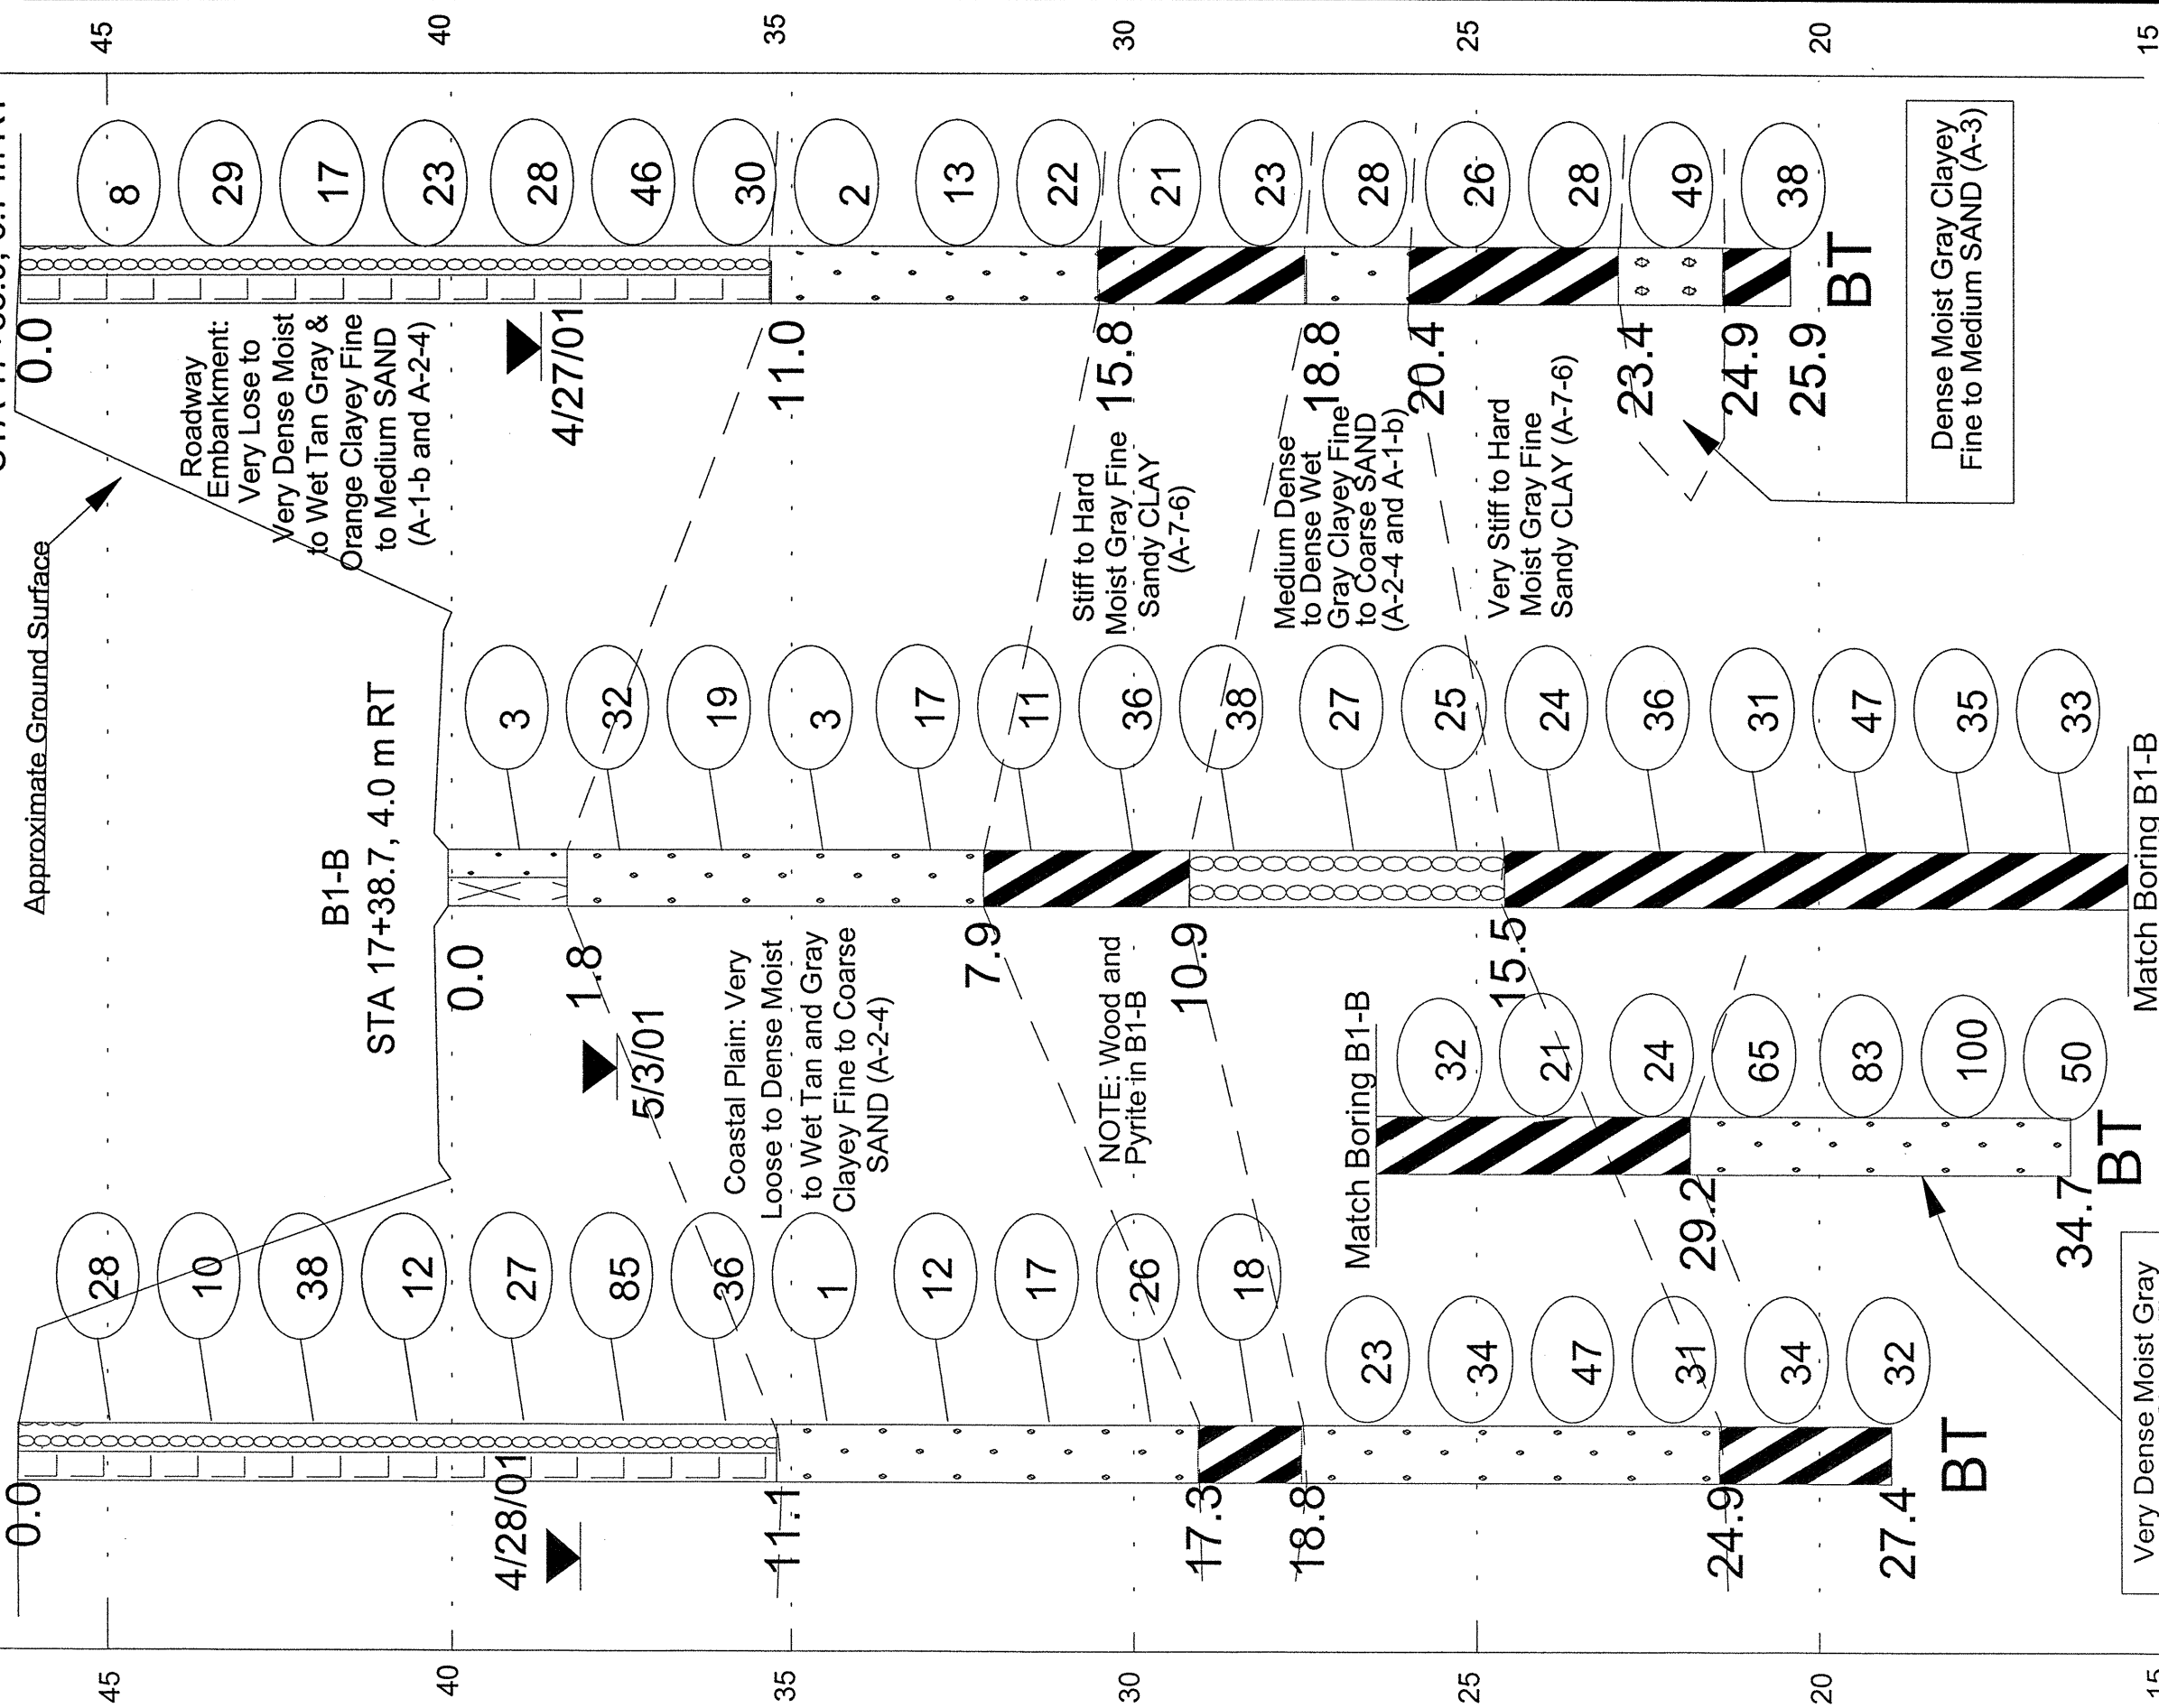 45
40
35
30
25
20
15
0.0
8
29
17
23
28
46
30
2
13
22
21
23
28
26
28
49
38
BT
Roadway
Embankment:
Very Lose to
Very Dense Moist
to Wet Tan Gray &
Orange Clayey Fine
to Medium SAND
(A-1-b and A-2-4)
4/27/01
11.0
15.8
18.8
20.4
23.4
24.9
25.9
Dense Moist Gray Clayey
Fine to Medium SAND (A-3)
Stiff to Hard
Moist Gray Fine
Sandy CLAY
(A-7-6)
Medium Dense
to Dense Wet
Gray Clayey Fine
to Coarse SAND
(A-2-4 and A-1-b)
Very Stiff to Hard
Moist Gray Fine
Sandy CLAY (A-7-6)
Approximate Ground Surface
B1-B
STA 17+38.7, 4.0 m RT
3
32
19
3
17
11
36
38
27
25
24
36
31
47
35
33
0.0
1.8
5/3/01
7.9
10.9
15.5
Match Boring B1-B
Coastal Plain: Very
Loose to Dense Moist
to Wet Tan and Gray
Clayey Fine to Coarse
SAND (A-2-4)
NOTE: Wood and
Pyrite in B1-B
Match Boring B1-B
32
21
24
65
83
100
50
29.2
34.7
BT
28
10
38
12
27
85
36
1
12
17
26
18
23
34
47
31
34
32
0.0
4/28/01
11.1
17.3
18.8
24.9
27.4
BT
Very Dense Moist Gray
45
40
35
30
25
20
15